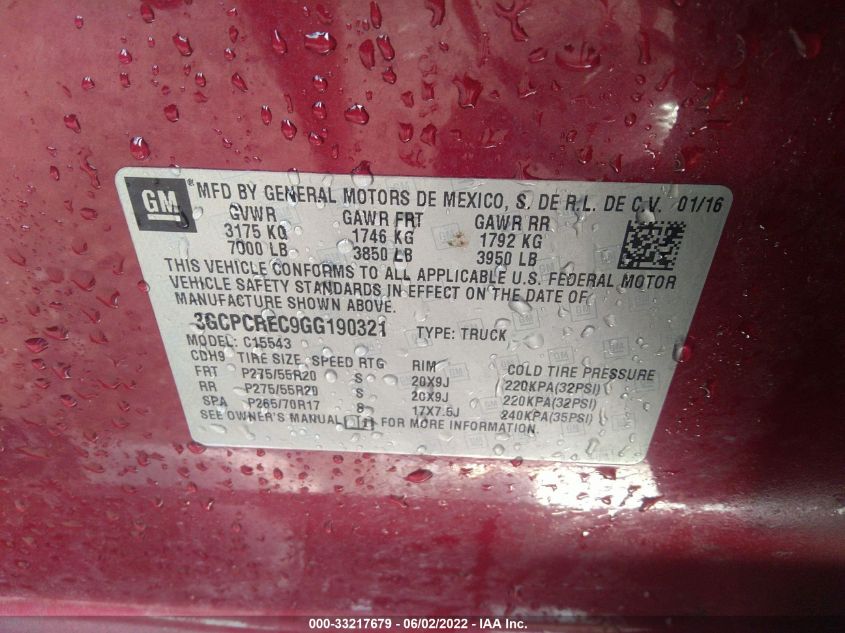 GM ® MFD BY GENERAL MOTORS DE MEXICO, S. DE R.L. DE C.V. 01/16
GVWR GAWR FRT GAWR RR
3175 KG 1746 KG 1792 KG
7000 LB 3850 LB 3950 LB
THIS VEHICLE CONFORMS TO ALL APPLICABLE U.S. FEDERAL MOTOR
VEHICLE SAFETY STANDARDS IN EFFECT ON THE DATE OF
MANUFACTURE SHOWN ABOVE.
3GCPCREC9GG190321 TYPE: TRUCK
MODEL: C15543
CDH9 TIRE SIZE SPEED RTG RIM COLD TIRE PRESSURE
FRT P275/55R20 S 20X9J 220KPA(32PSI)
RR P275/55R20 S 20X9J 220KPA(32PSI)
SPA P265/70R17 S 17X7.5J 240KPA(35PSI)
SEE OWNER'S MANUAL FOR MORE INFORMATION.
000-33217679 - 06/02/2022 - IAA Inc.